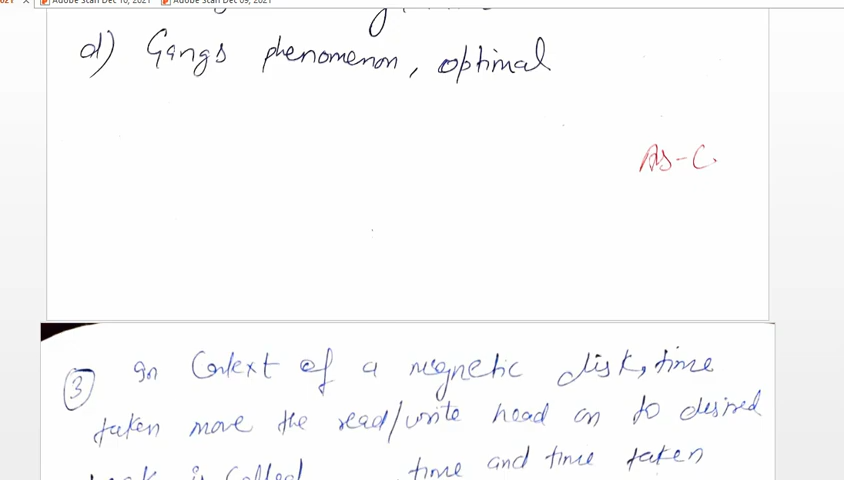 Adobe Scan Dec 10, 2021 Adobe Scan Dec 09, 2021
d) Gangs phenomenon, optimal
As-C
③ In Context of a magnetic disk, time
taken move the read/write head on to desired
is Called time and time taken